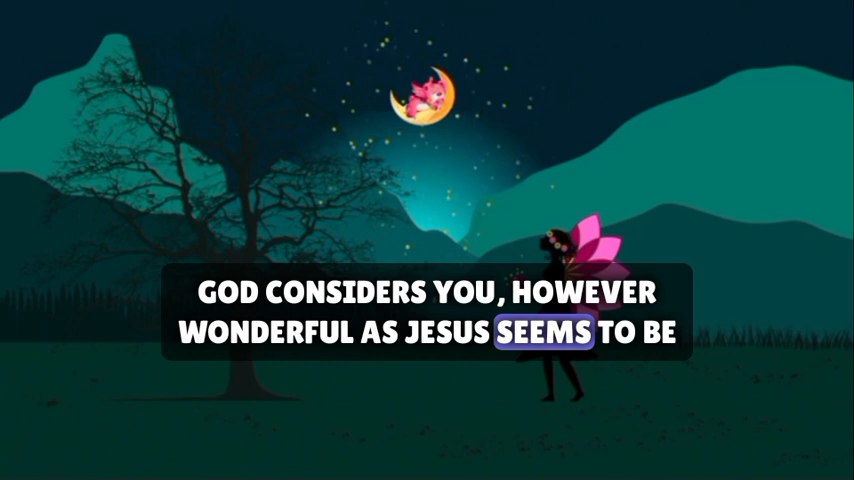 GOD CONSIDERS YOU, HOWEVER
WONDERFUL AS JESUS SEEMS TO BE